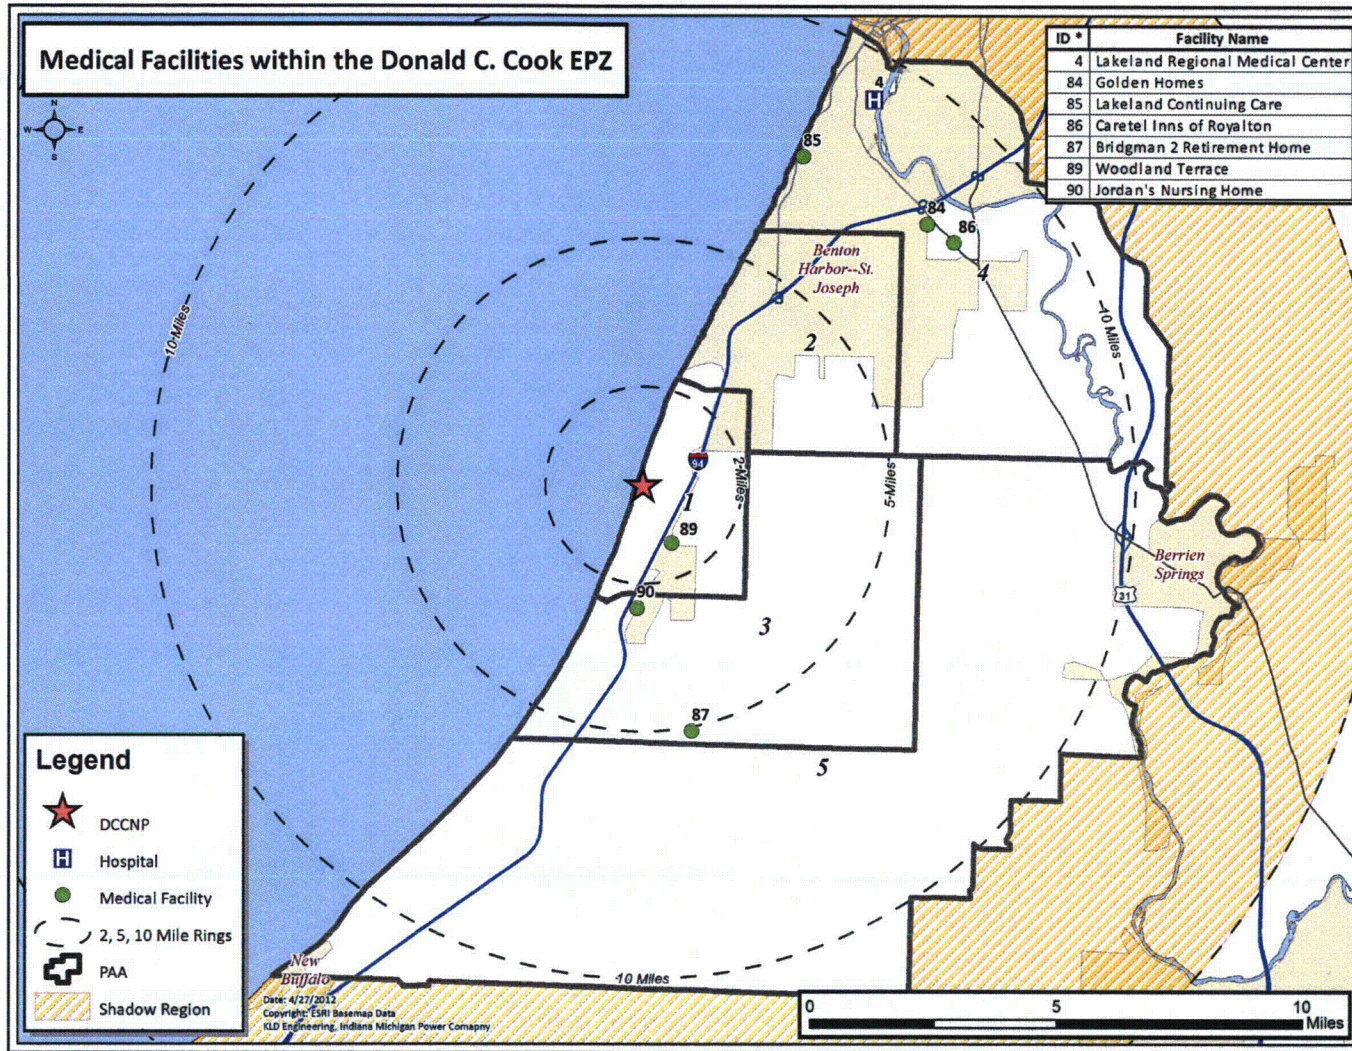 Medical Facilities within the Donald C. Cook EPZ
N
W E
S
ID * Facility Name
4 Lakeland Regional Medical Center
84 Golden Homes
85 Lakeland Continuing Care
86 Caretel Inns of Royalton
87 Bridgman 2 Retirement Home
89 Woodland Terrace
90 Jordan's Nursing Home
4
H
85
84
86
Benton
Harbor--St.
Joseph
4
10 Miles
10 Miles
2
94
2 Miles
5 Miles
1
89
Berrien
Springs
31
90
3
87
5
Legend
DCCNP
H Hospital
Medical Facility
2, 5, 10 Mile Rings
PAA
Shadow Region
New
Buffalo
10 Miles
Date: 4/27/2012
Copyright: ESRI Basemap Data
KLD Engineering, Indiana Michigan Power Comapny
0 5 10
Miles